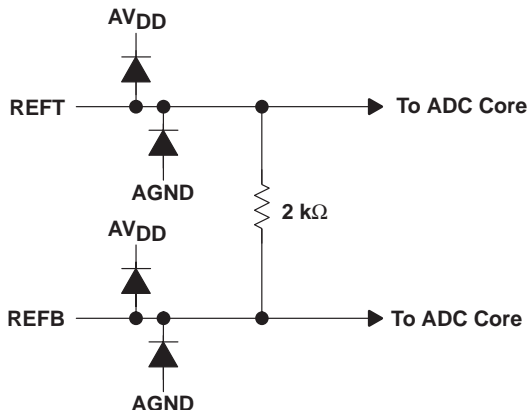 AVDD
REFT
To ADC Core
AGND
2 kΩ
AVDD
REFB
To ADC Core
AGND